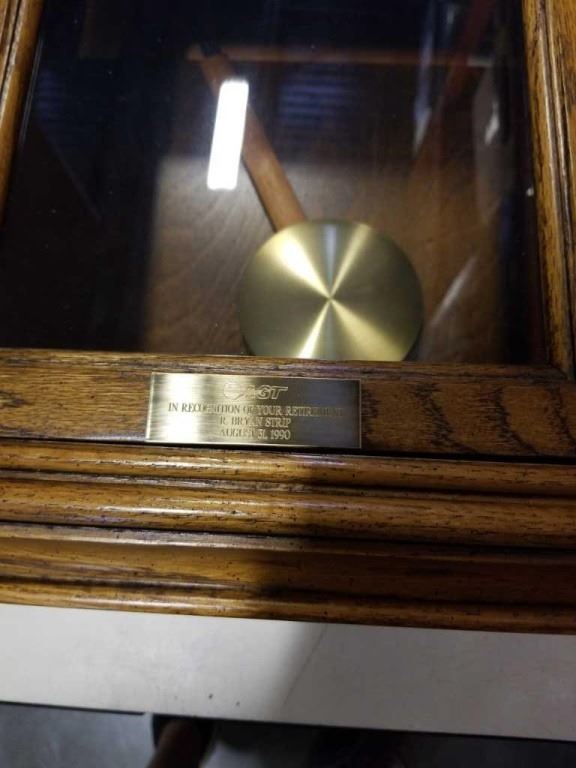 AGT
IN RECOGNITION OF YOUR RETIREMENT
R. BRYAN STRIP
AUGUST 31, 1990